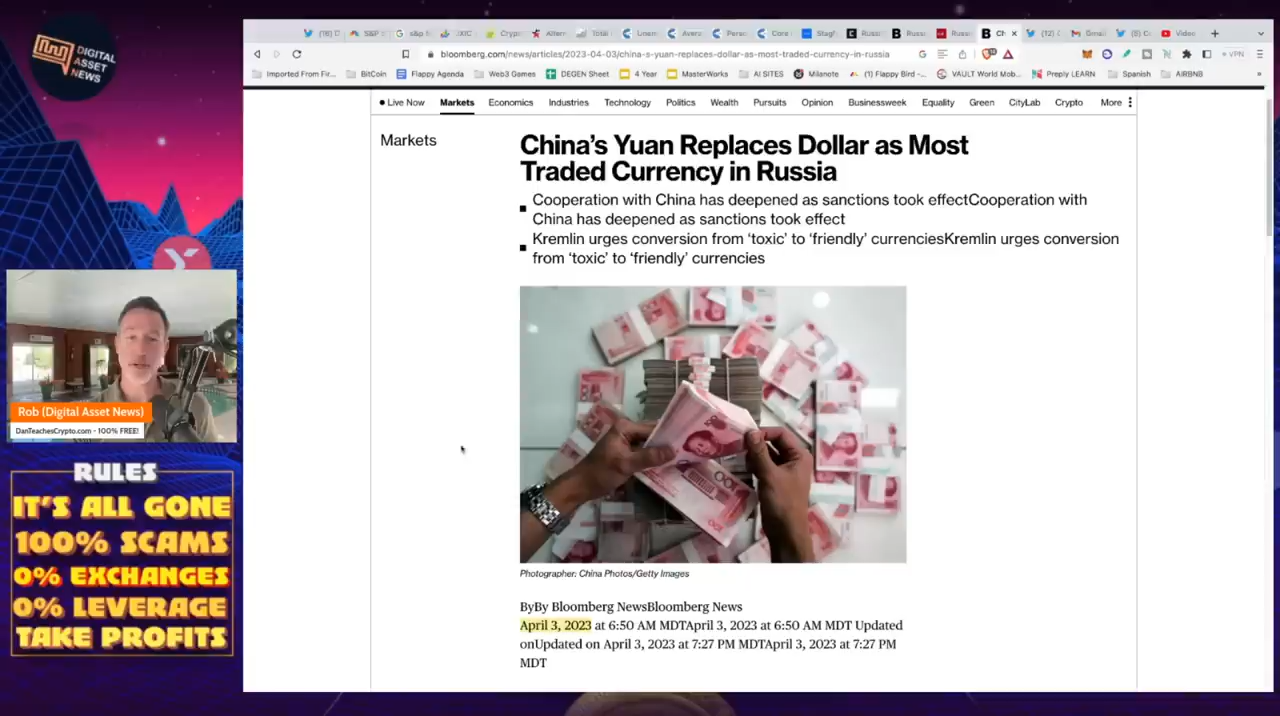 DIGITAL
ASSET
NEWS
bloomberg.com/news/articles/2023-04-03/china-s-yuan-replaces-dollar-as-most-traded-currency-in-russia
VPN
Imported From Fir...
BitCoin
Flappy Agenda
Web3 Games
DEGEN Sheet
4 Year
MasterWorks
AI SITES
Milanote
(1) Flappy Bird -...
VAULT World Mob...
Preply LEARN
Spanish
AIRBNB
Live Now
Markets
Economics
Industries
Technology
Politics
Wealth
Pursuits
Opinion
Businessweek
Equality
Green
CityLab
Crypto
More
Markets
China's Yuan Replaces Dollar as Most
Traded Currency in Russia
Cooperation with China has deepened as sanctions took effectCooperation with
China has deepened as sanctions took effect
Kremlin urges conversion from 'toxic' to 'friendly' currenciesKremlin urges conversion
from 'toxic' to 'friendly' currencies
100
Photographer: China Photos/Getty Images
ByBy Bloomberg NewsBloomberg News
April 3, 2023 at 6:50 AM MDTApril 3, 2023 at 6:50 AM MDT Updated
onUpdated on April 3, 2023 at 7:27 PM MDTApril 3, 2023 at 7:27 PM
MDT
Rob (Digital Asset News)
DanTeachesCrypto.com - 100% FREE!
RULES
IT'S ALL GONE
100% SCAMS
0% EXCHANGES
0% LEVERAGE
TAKE PROFITS